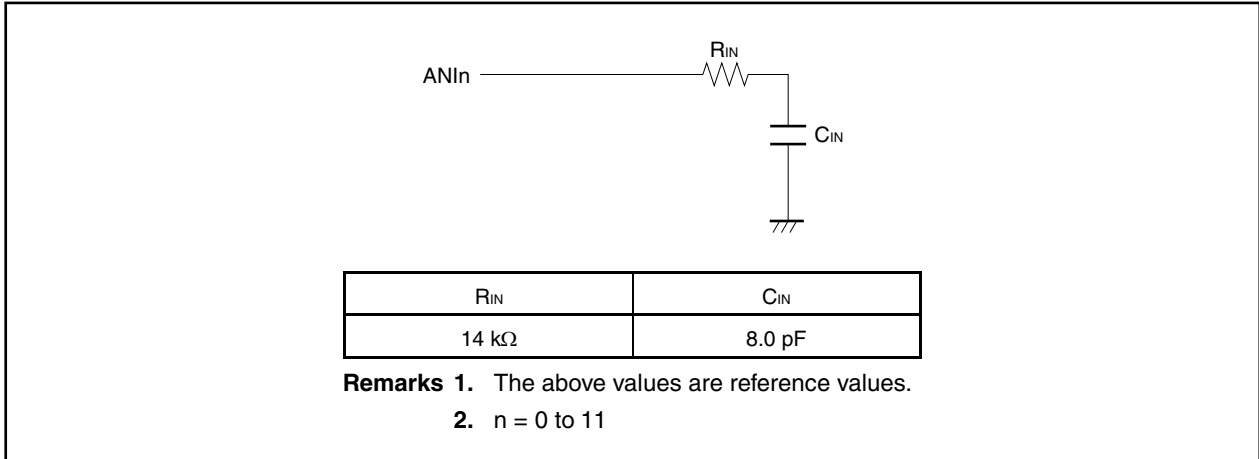 RIN
ANIn
CIN
RIN CIN
14 kΩ 8.0 pF
Remarks 1. The above values are reference values.
2. n = 0 to 11